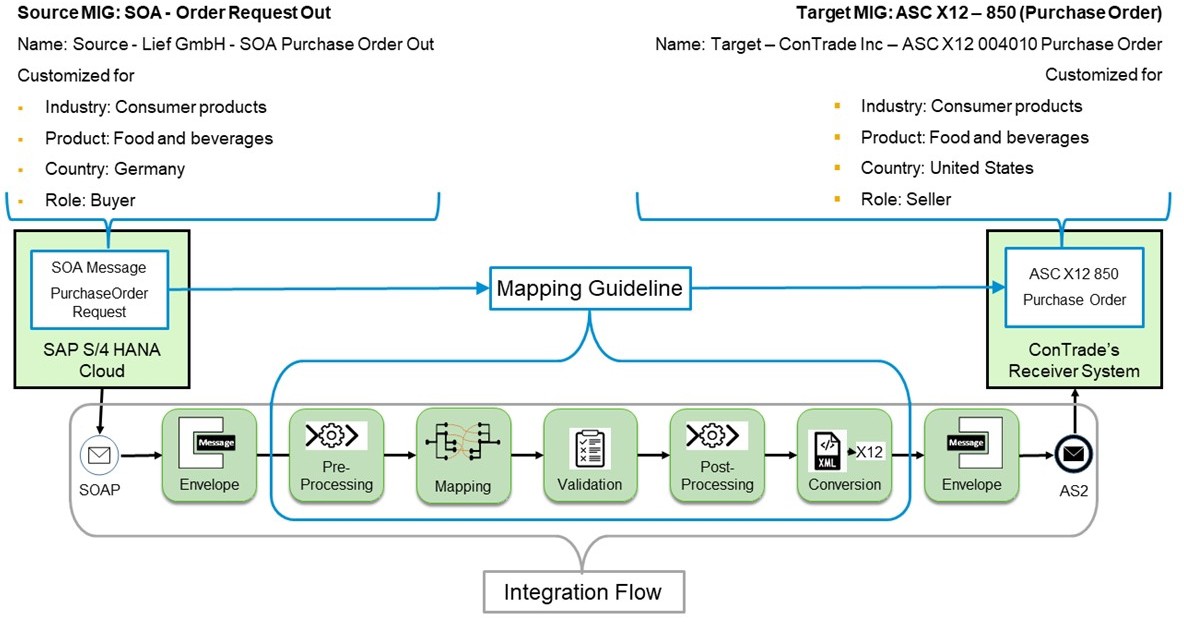 Source MIG: SOA - Order Request Out
Name: Source - Lief GmbH - SOA Purchase Order Out
Customized for
Industry: Consumer products
Product: Food and beverages
Country: Germany
Role: Buyer
Target MIG: ASC X12 – 850 (Purchase Order)
Name: Target – ConTrade Inc – ASC X12 004010 Purchase Order
Customized for
Industry: Consumer products
Product: Food and beverages
Country: United States
Role: Seller
SOA Message
PurchaseOrder
Request
SAP S/4 HANA
Cloud
Mapping Guideline
ASC X12 850
Purchase Order
ConTrade's
Receiver System
SOAP
Message
Envelope
Pre-
Processing
Mapping
Validation
Post-
Processing
XML
X12
Conversion
Message
Envelope
AS2
Integration Flow